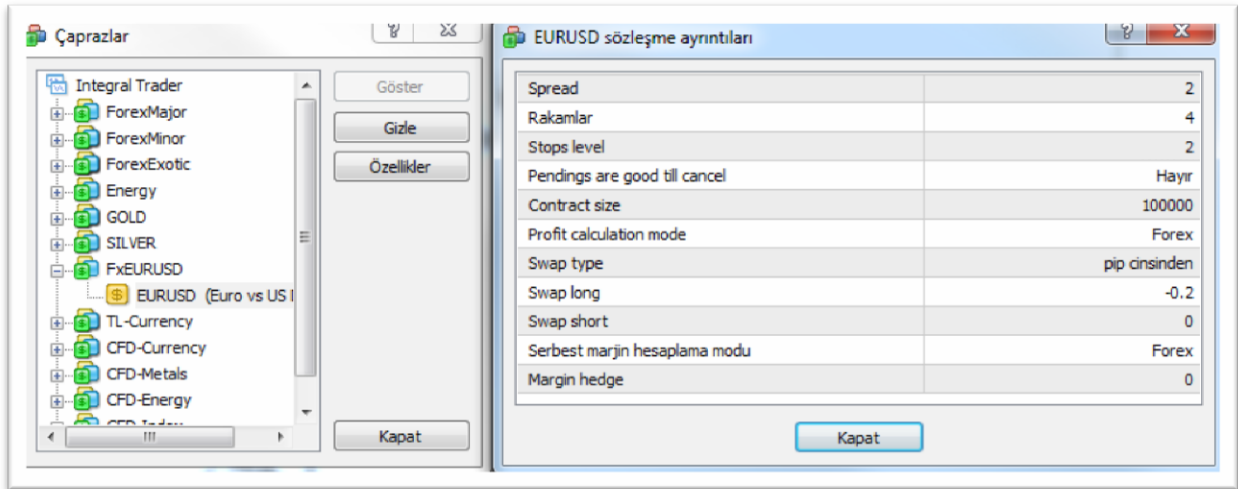 Çaprazlar
Integral Trader
ForexMajor
ForexMinor
ForexExotic
Energy
GOLD
SILVER
FxEURUSD
EURUSD (Euro vs US
TL-Currency
CFD-Currency
CFD-Metals
CFD-Energy
CFD-Index
Göster
Gizle
Özellikler
Kapat
EURUSD sözleşme ayrıntıları
Spread 2
Rakamlar 4
Stops level 2
Pendings are good till cancel Hayır
Contract size 100000
Profit calculation mode Forex
Swap type pip cinsinden
Swap long -0.2
Swap short 0
Serbest marjin hesaplama modu Forex
Margin hedge 0
Kapat